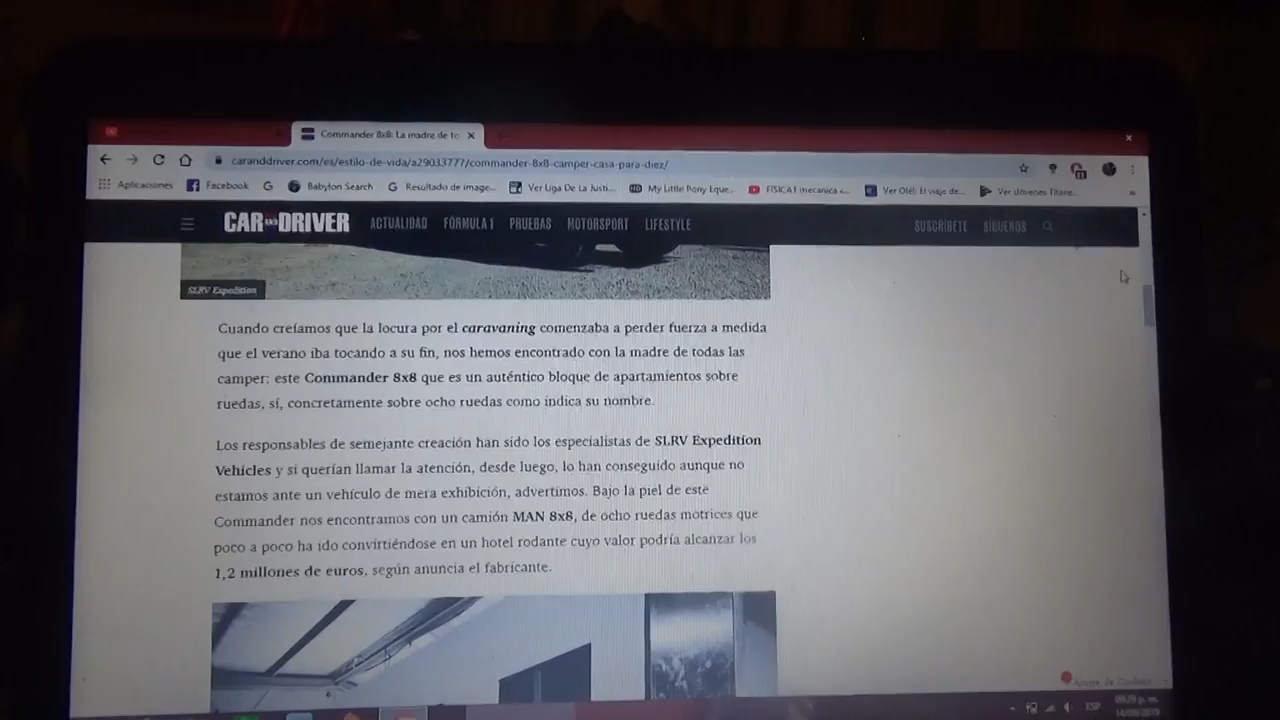 Commander 8x8: La madre de to
caranddriver.com/es/estilo-de-vida/a29033777/commander-8x8-camper-casa-para-diez/
Aplicaciones Facebook Babylon Search Resultado de image... Ver Liga De La Justi... My Little Pony Eque... FISICA1 mecanica c... Ver Olé! El viaje de... Ver Jóvenes Titane...
CAR AND DRIVER ACTUALIDAD FÓRMULA 1 PRUEBAS MOTORSPORT LIFESTYLE SUSCRÍBETE SÍGUENOS
SLRV Expedition
Cuando creíamos que la locura por el caravaning comenzaba a perder fuerza a medida
que el verano iba tocando a su fin, nos hemos encontrado con la madre de todas las
camper: este Commander 8x8 que es un auténtico bloque de apartamientos sobre
ruedas, sí, concretamente sobre ocho ruedas como indica su nombre.
Los responsables de semejante creación han sido los especialistas de SLRV Expedition
Vehicles y si querían llamar la atención, desde luego, lo han conseguido aunque no
estamos ante un vehículo de mera exhibición, advertimos. Bajo la piel de este
Commander nos encontramos con un camión MAN 8x8, de ocho ruedas motrices que
poco a poco ha ido convirtiéndose en un hotel rodante cuyo valor podría alcanzar los
1,2 millones de euros, según anuncia el fabricante.
ESP
09:29 p. m.
14/09/2019